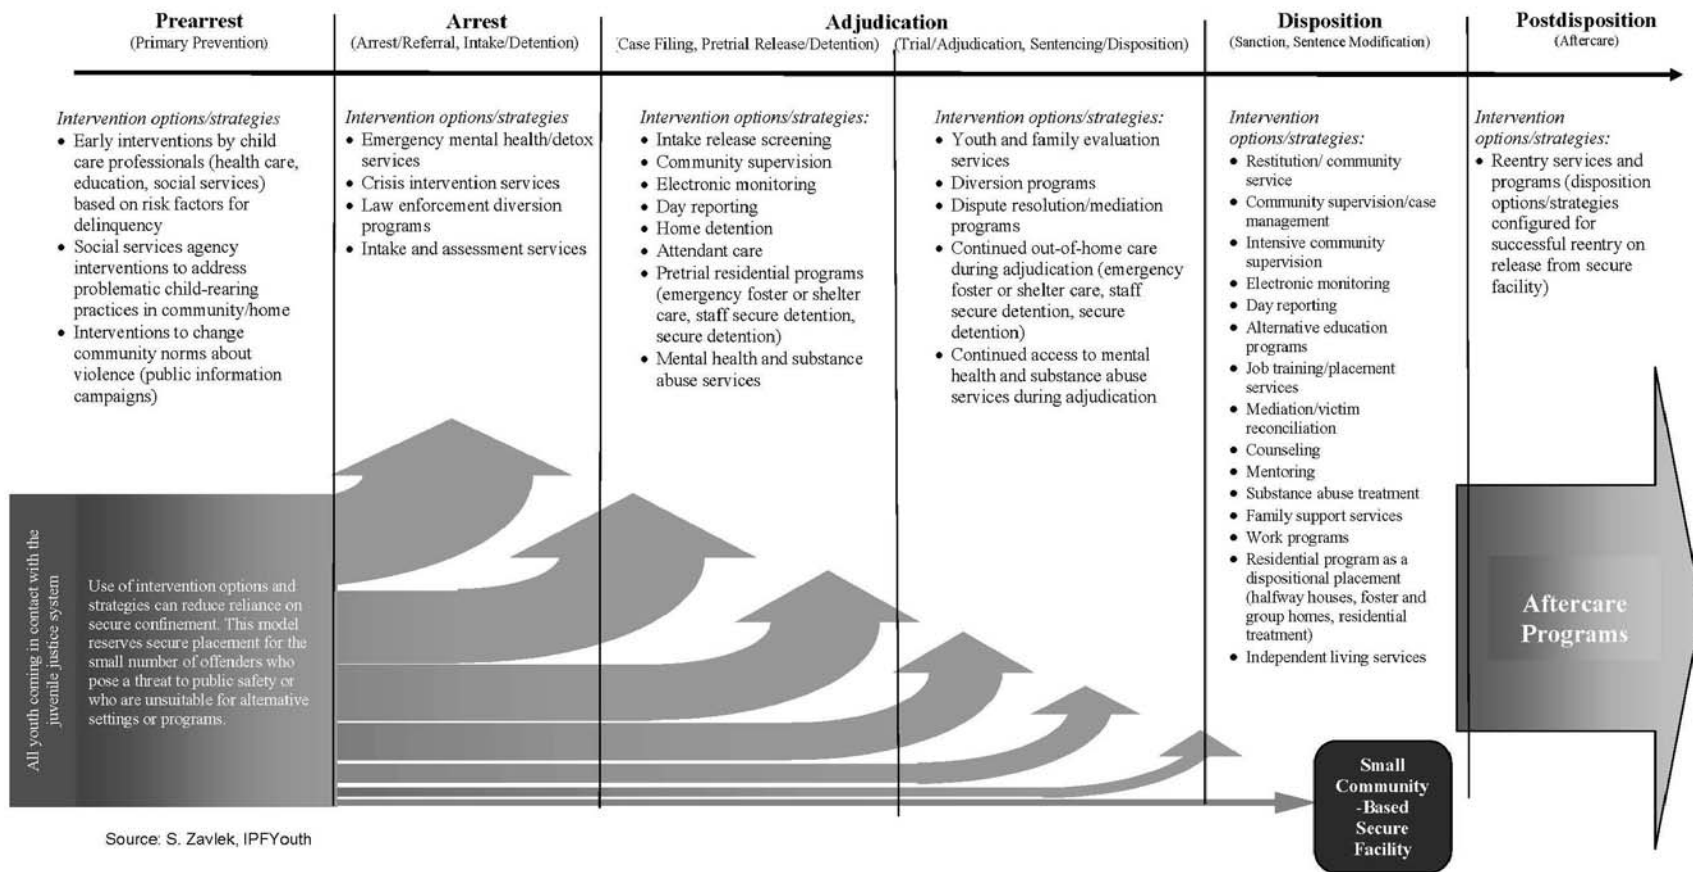 Prearrest
(Primary Prevention)
Arrest
(Arrest/Referral, Intake/Detention)
Adjudication
(Case Filing, Pretrial Release/Detention)
(Trial/Adjudication, Sentencing/Disposition)
Disposition
(Sanction, Sentence Modification)
Postdisposition
(Aftercare)
Intervention options/strategies
• Early interventions by child
care professionals (health care,
education, social services)
based on risk factors for
delinquency
• Social services agency
interventions to address
problematic child-rearing
practices in community/home
• Interventions to change
community norms about
violence (public information
campaigns)
Intervention options/strategies
• Emergency mental health/detox
services
• Crisis intervention services
• Law enforcement diversion
programs
• Intake and assessment services
Intervention options/strategies:
• Intake release screening
• Community supervision
• Electronic monitoring
• Day reporting
• Home detention
• Attendant care
• Pretrial residential programs
(emergency foster or shelter
care, staff secure detention,
secure detention)
• Mental health and substance
abuse services
Intervention options/strategies:
• Youth and family evaluation
services
• Diversion programs
• Dispute resolution/mediation
programs
• Continued out-of-home care
during adjudication (emergency
foster or shelter care, staff
secure detention, secure
detention)
• Continued access to mental
health and substance abuse
services during adjudication
Intervention
options/strategies:
• Restitution/ community
service
• Community supervision/case
management
• Intensive community
supervision
• Electronic monitoring
• Day reporting
• Alternative education
programs
• Job training/placement
services
• Mediation/victim
reconciliation
• Counseling
• Mentoring
• Substance abuse treatment
• Family support services
• Work programs
• Residential program as a
dispositional placement
(halfway houses, foster and
group homes, residential
treatment)
• Independent living services
Intervention
options/strategies:
• Reentry services and
programs (disposition
options/strategies
configured for
successful reentry on
release from secure
facility)
All youth coming in contact with the
juvenile justice system
Use of intervention options and
strategies can reduce reliance on
secure confinement. This model
reserves secure placement for the
small number of offenders who
pose a threat to public safety or
who are unsuitable for alternative
settings or programs.
Small
Community
-Based
Secure
Facility
Aftercare
Programs
Source: S. Zavlek, IPFYouth